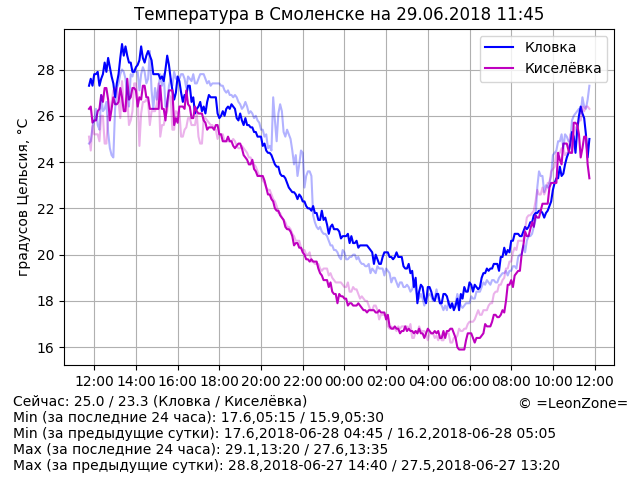 Температура в Смоленске на 29.06.2018 11:45
Кловка
Киселёвка
градусов Цельсия, °C
28
26
24
22
20
18
16
12:00 14:00 16:00 18:00 20:00 22:00 00:00 02:00 04:00 06:00 08:00 10:00 12:00
Сейчас: 25.0 / 23.3 (Кловка / Киселёвка)
© =LeonZone=
Min (за последние 24 часа): 17.6,05:15 / 15.9,05:30
Min (за предыдущие сутки): 17.6,2018-06-28 04:45 / 16.2,2018-06-28 05:05
Max (за последние 24 часа): 29.1,13:20 / 27.6,13:35
Max (за предыдущие сутки): 28.8,2018-06-27 14:40 / 27.5,2018-06-27 13:20